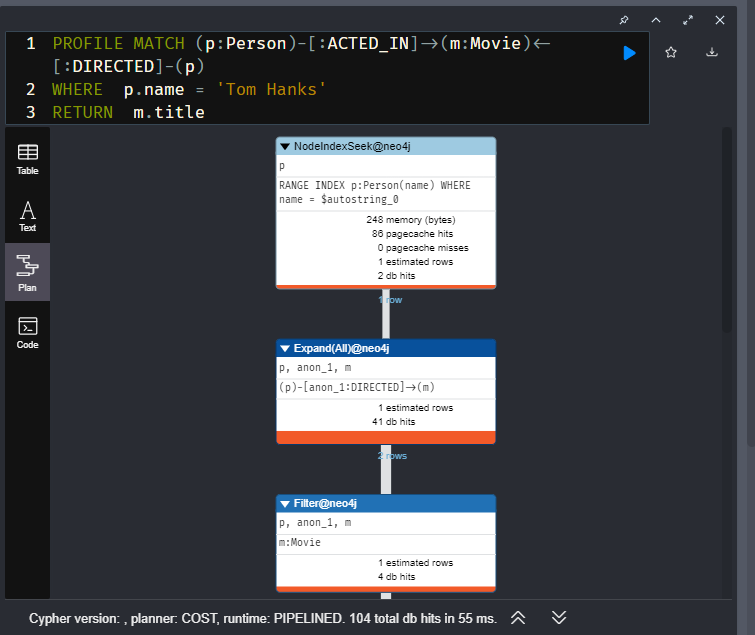 1 PROFILE MATCH (p:Person)-[:ACTED_IN]→(m:Movie)←
[:DIRECTED]-(p)
2 WHERE p.name = 'Tom Hanks'
3 RETURN m.title
Table
Text
Plan
Code
NodeIndexSeek@neo4j
p
RANGE INDEX p:Person(name) WHERE
name = $autostring_0
248 memory (bytes)
86 pagecache hits
0 pagecache misses
1 estimated rows
2 db hits
1 row
Expand(All)@neo4j
p, anon_1, m
(p)-[anon_1:DIRECTED]→(m)
1 estimated rows
41 db hits
2 rows
Filter@neo4j
p, anon_1, m
m:Movie
1 estimated rows
4 db hits
Cypher version: , planner: COST, runtime: PIPELINED. 104 total db hits in 55 ms.